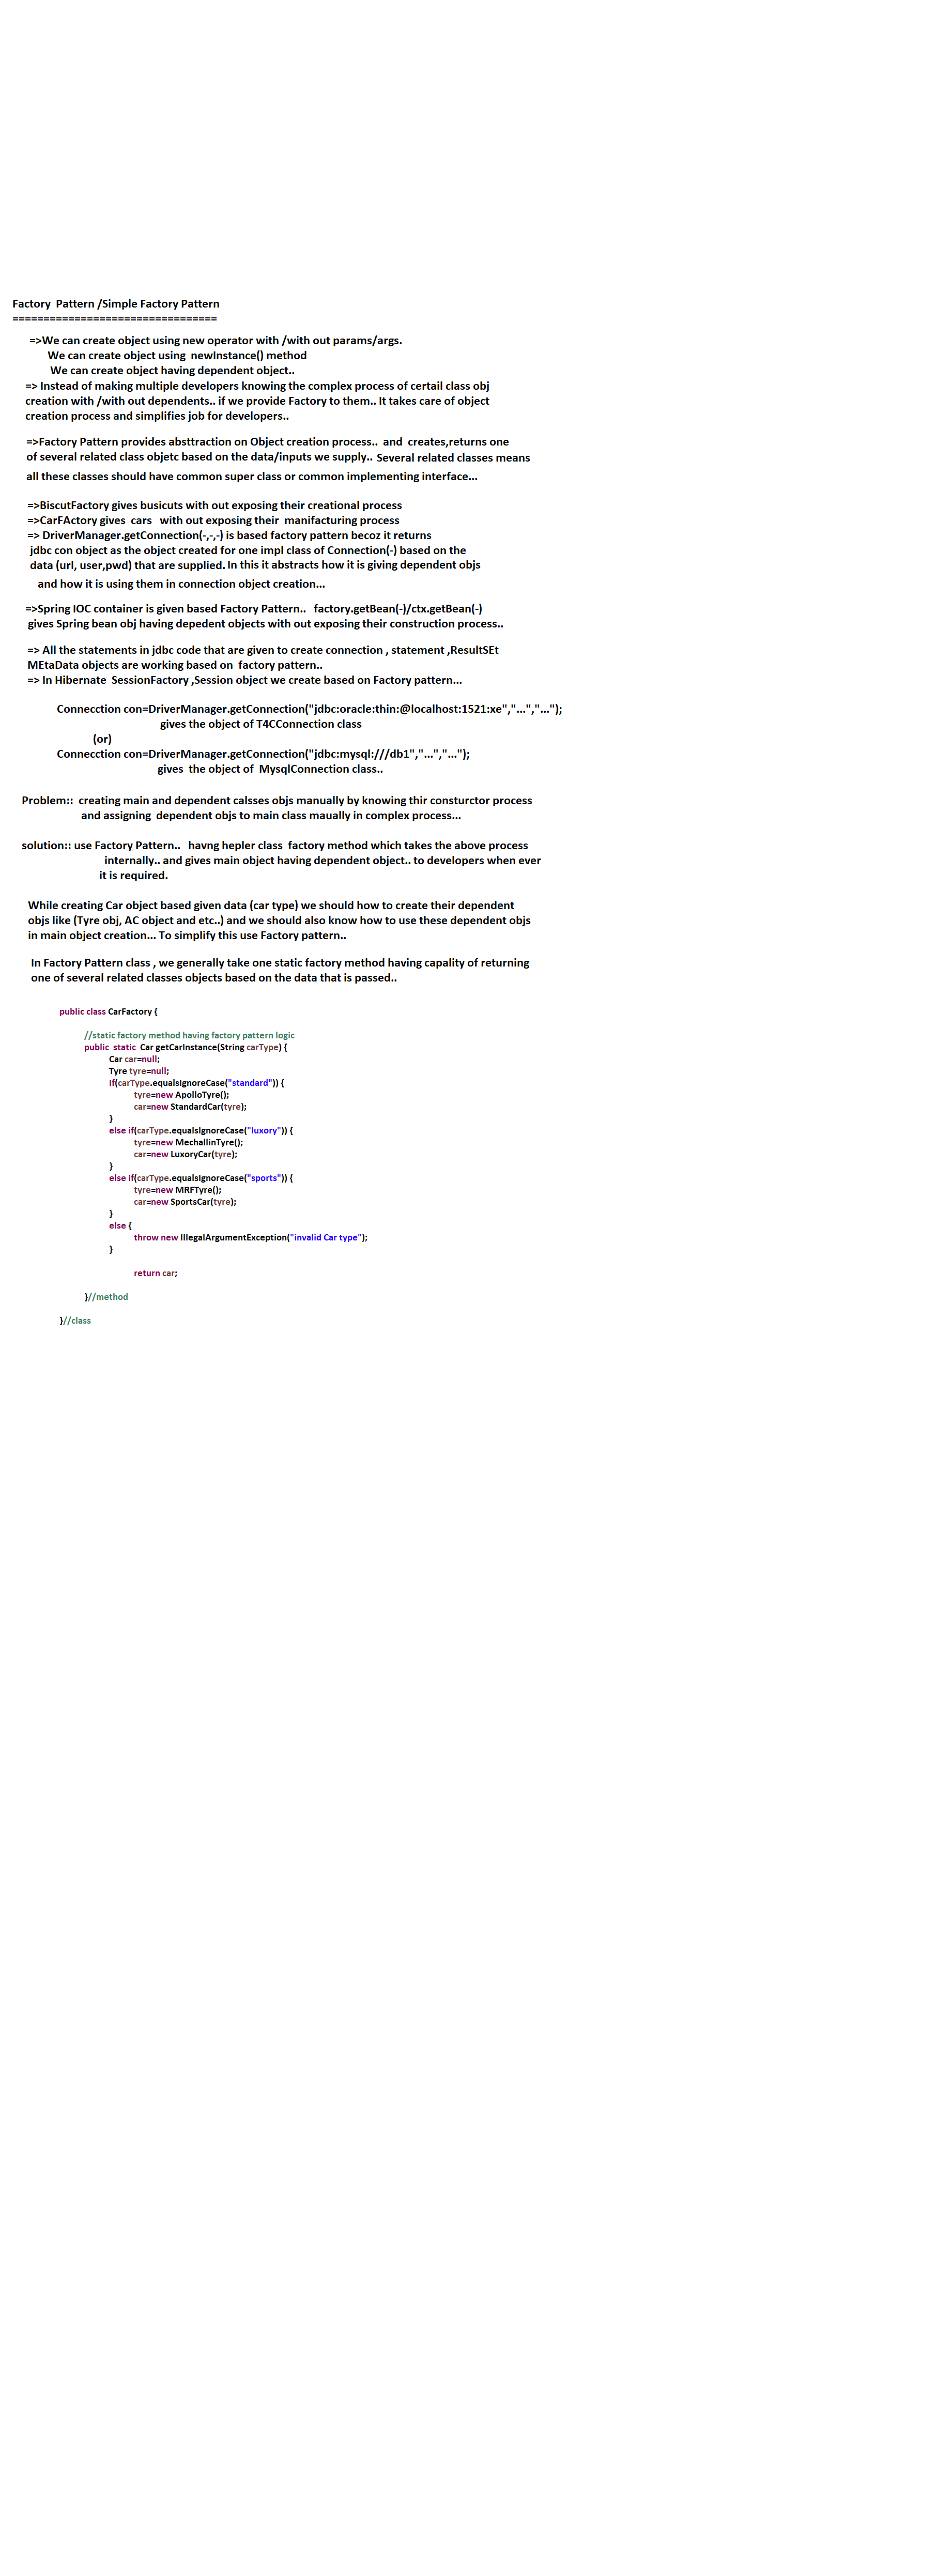 Factory  Pattern /Simple Factory Pattern
=================================
=>We can create object using new operator with /with out params/args.
We can create object using  newInstance() method
We can create object having dependent object..
=> Instead of making multiple developers knowing the complex process of certail class obj
creation with /with out dependents.. if we provide Factory to them.. It takes care of object
creation process and simplifies job for developers..
=>Factory Pattern provides absttraction on Object creation process..  and  creates,returns one
of several related class objetc based on the data/inputs we supply.. Several related classes means
all these classes should have common super class or common implementing interface...
=>BiscutFactory gives busicuts with out exposing their creational process
=>CarFActory gives  cars   with out exposing their  manifacturing process
=> DriverManager.getConnection(-,-,-) is based factory pattern becoz it returns
jdbc con object as the object created for one impl class of Connection(-) based on the
data (url, user,pwd) that are supplied. In this it abstracts how it is giving dependent objs
and how it is using them in connection object creation...
=>Spring IOC container is given based Factory Pattern..   factory.getBean(-)/ctx.getBean(-)
gives Spring bean obj having depedent objects with out exposing their construction process..
=> All the statements in jdbc code that are given to create connection , statement ,ResultSEt
MEtaData objects are working based on  factory pattern..
=> In Hibernate  SessionFactory ,Session object we create based on Factory pattern...
Connecction con=DriverManager.getConnection("jdbc:oracle:thin:@localhost:1521:xe","...","...");
gives the object of T4CConnection class
(or)
Connecction con=DriverManager.getConnection("jdbc:mysql:///db1","...","...");
gives  the object of  MysqlConnection class..
Problem::  creating main and dependent calsses objs manually by knowing thir consturctor process
and assigning  dependent objs to main class maually in complex process...
solution:: use Factory Pattern..   havng hepler class  factory method which takes the above process
internally.. and gives main object having dependent object.. to developers when ever
it is required.
While creating Car object based given data (car type) we should how to create their dependent
objs like (Tyre obj, AC object and etc..) and we should also know how to use these dependent objs
in main object creation... To simplify this use Factory pattern..
In Factory Pattern class , we generally take one static factory method having capality of returning
one of several related classes objects based on the data that is passed..
public class CarFactory {
//static factory method having factory pattern logic
public  static  Car getCarInstance(String carType) {
Car car=null;
Tyre tyre=null;
if(carType.equalsIgnoreCase("standard")) {
tyre=new ApolloTyre();
car=new StandardCar(tyre);
}
else if(carType.equalsIgnoreCase("luxory")) {
tyre=new MechallinTyre();
car=new LuxoryCar(tyre);
}
else if(carType.equalsIgnoreCase("sports")) {
tyre=new MRFTyre();
car=new SportsCar(tyre);
}
else {
throw new IllegalArgumentException("invalid Car type");
}
return car;
}//method
}//class